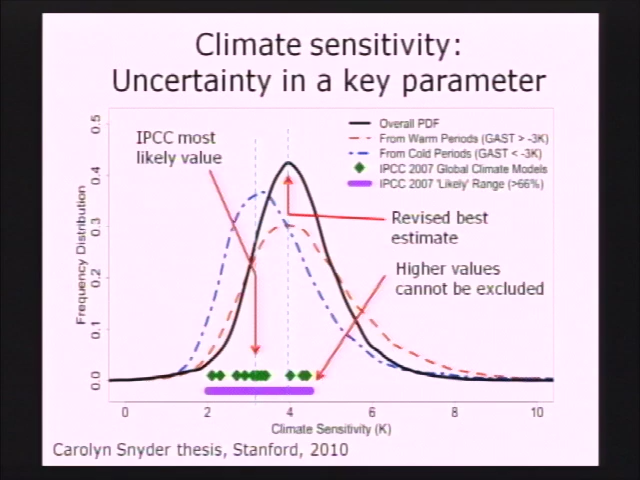 Climate sensitivity:
Uncertainty in a key parameter
IPCC most
likely value
Overall PDF
From Warm Periods (GAST > -3K)
From Cold Periods (GAST < -3K)
IPCC 2007 Global Climate Models
IPCC 2007 'Likely' Range (>66%)
Revised best
estimate
Higher values
cannot be excluded
Frequency Distribution
0.5
0.4
0.3
0.2
0.1
0.0
0 2 4 6 8 10
Climate Sensitivity (K)
Carolyn Snyder thesis, Stanford, 2010